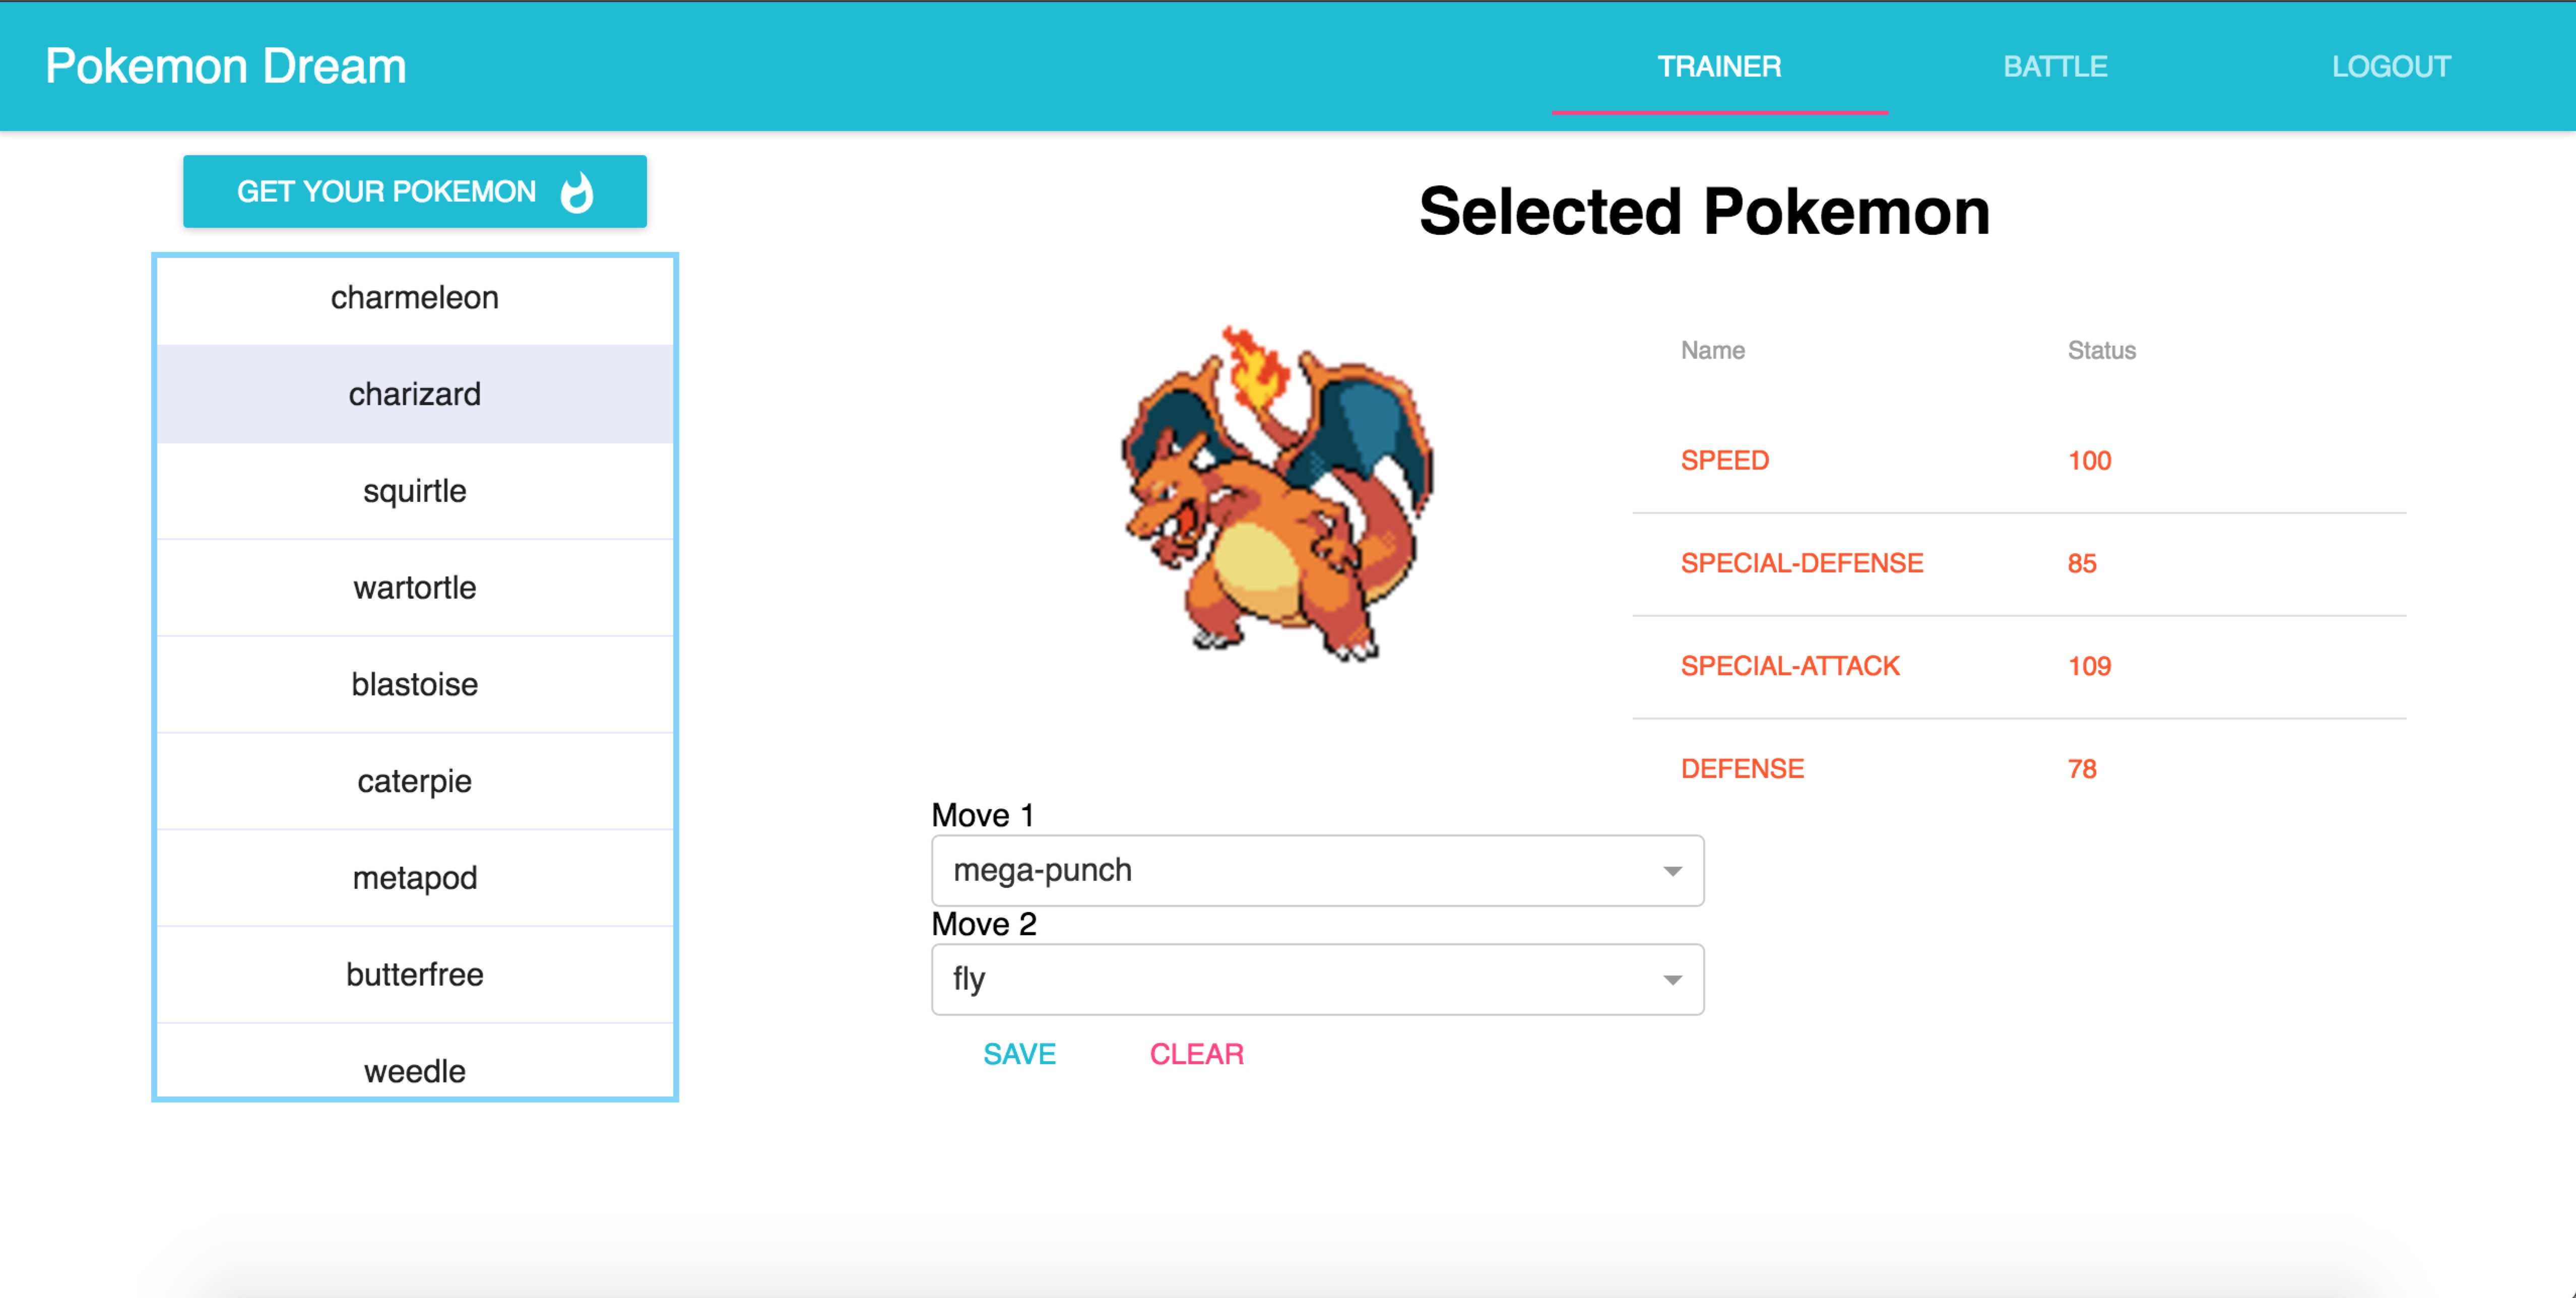 Pokemon Dream
TRAINER
BATTLE
LOGOUT
GET YOUR POKEMON
charmeleon
charizard
squirtle
wartortle
blastoise
caterpie
metapod
butterfree
weedle
Selected Pokemon
Name Status
SPEED 100
SPECIAL-DEFENSE 85
SPECIAL-ATTACK 109
DEFENSE 78
Move 1
mega-punch
Move 2
fly
SAVE CLEAR